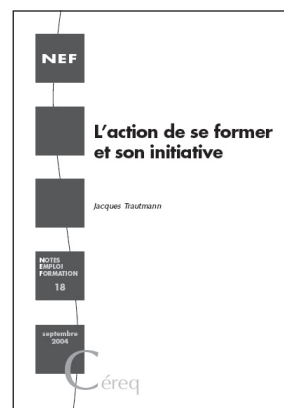 NEF
L'action de se former
et son initiative
Jacques Trautmann
NOTES
EMPLOI
FORMATION
18
septembre
2004
Céreq